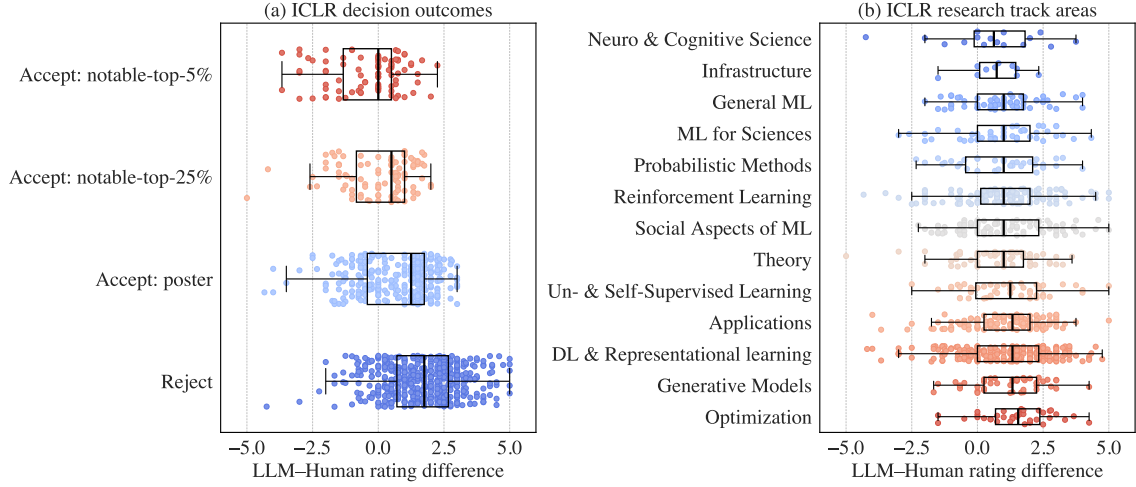 (a) ICLR decision outcomes
Accept: notable-top-5%
Accept: notable-top-25%
Accept: poster
Reject
−5.0 −2.5 0.0 2.5 5.0
LLM–Human rating difference
(b) ICLR research track areas
Neuro & Cognitive Science
Infrastructure
General ML
ML for Sciences
Probabilistic Methods
Reinforcement Learning
Social Aspects of ML
Theory
Un- & Self-Supervised Learning
Applications
DL & Representational learning
Generative Models
Optimization
−5.0 −2.5 0.0 2.5 5.0
LLM–Human rating difference